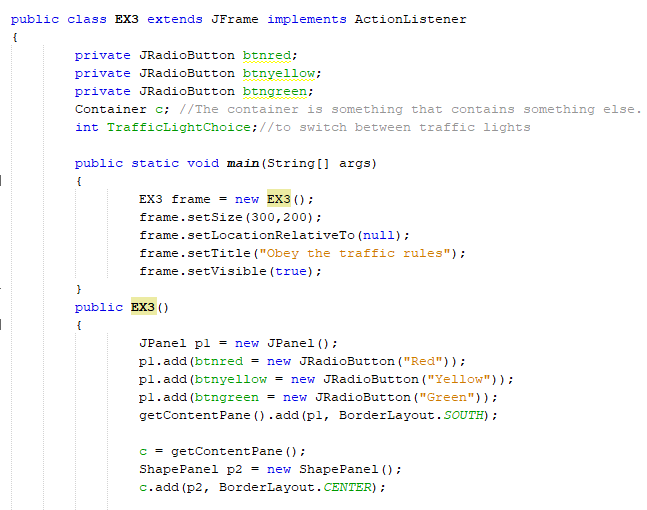 public class EX3 extends JFrame implements ActionListener
{
private JRadioButton btnred;
private JRadioButton btnyellow;
private JRadioButton btngreen;
Container c; //The container is something that contains something else.
int TrafficLightChoice;//to switch between traffic lights
public static void main(String[] args)
{
EX3 frame = new EX3();
frame.setSize(300,200);
frame.setLocationRelativeTo(null);
frame.setTitle("Obey the traffic rules");
frame.setVisible(true);
}
public EX3()
{
JPanel p1 = new JPanel();
p1.add(btnred = new JRadioButton("Red"));
p1.add(btnyellow = new JRadioButton("Yellow"));
p1.add(btngreen = new JRadioButton("Green"));
getContentPane().add(p1, BorderLayout.SOUTH);
c = getContentPane();
ShapePanel p2 = new ShapePanel();
c.add(p2, BorderLayout.CENTER);